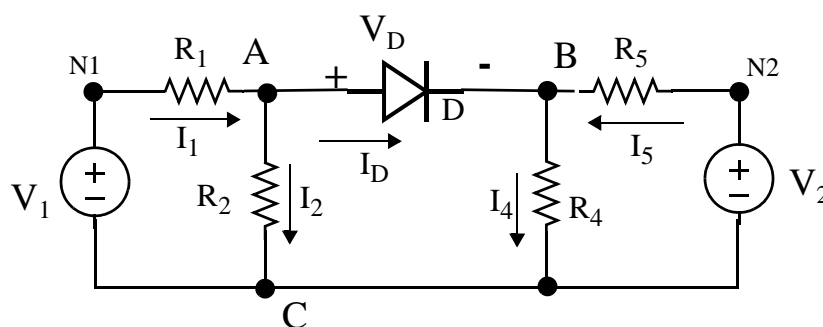 V_D
R_1 A B R_5
N1 + - N2
D
I_1 I_D I_5
V_1 + − R_2 I_2 I_4 R_4 + − V_2
C